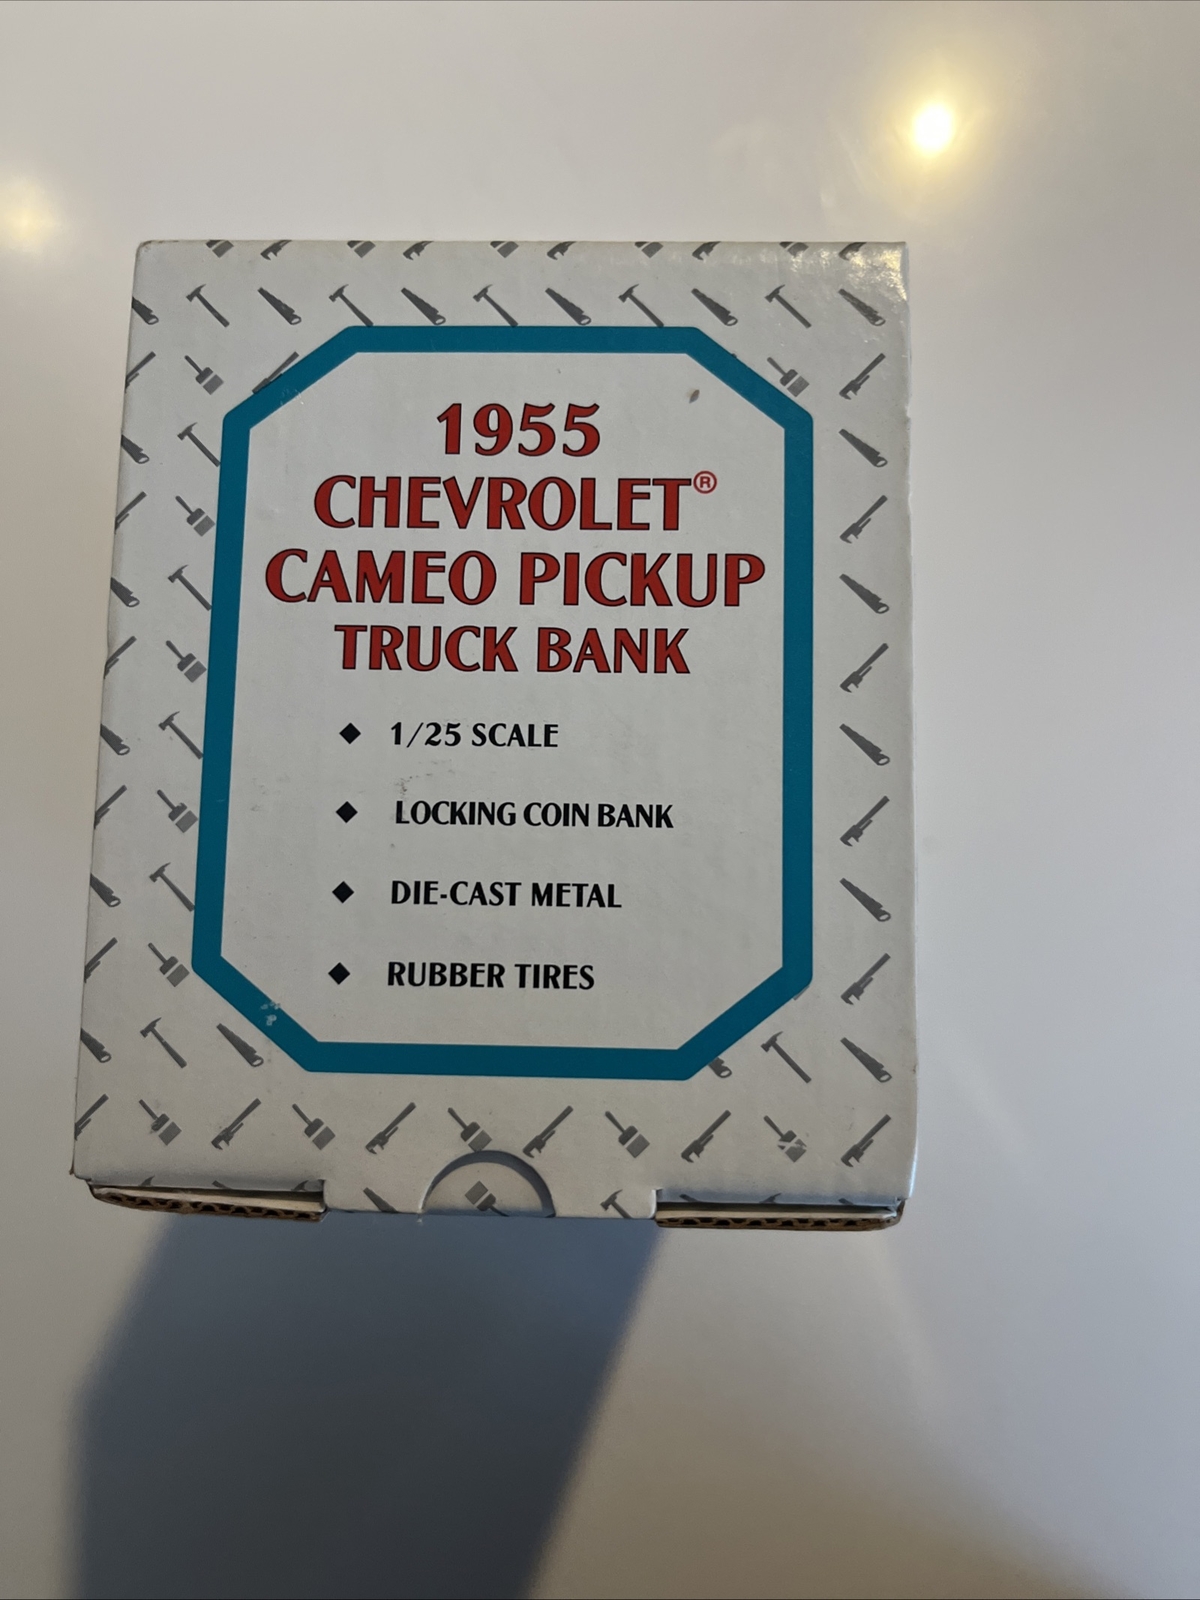 1955
CHEVROLET®
CAMEO PICKUP
TRUCK BANK
◆ 1/25 SCALE
◆ LOCKING COIN BANK
◆ DIE-CAST METAL
◆ RUBBER TIRES